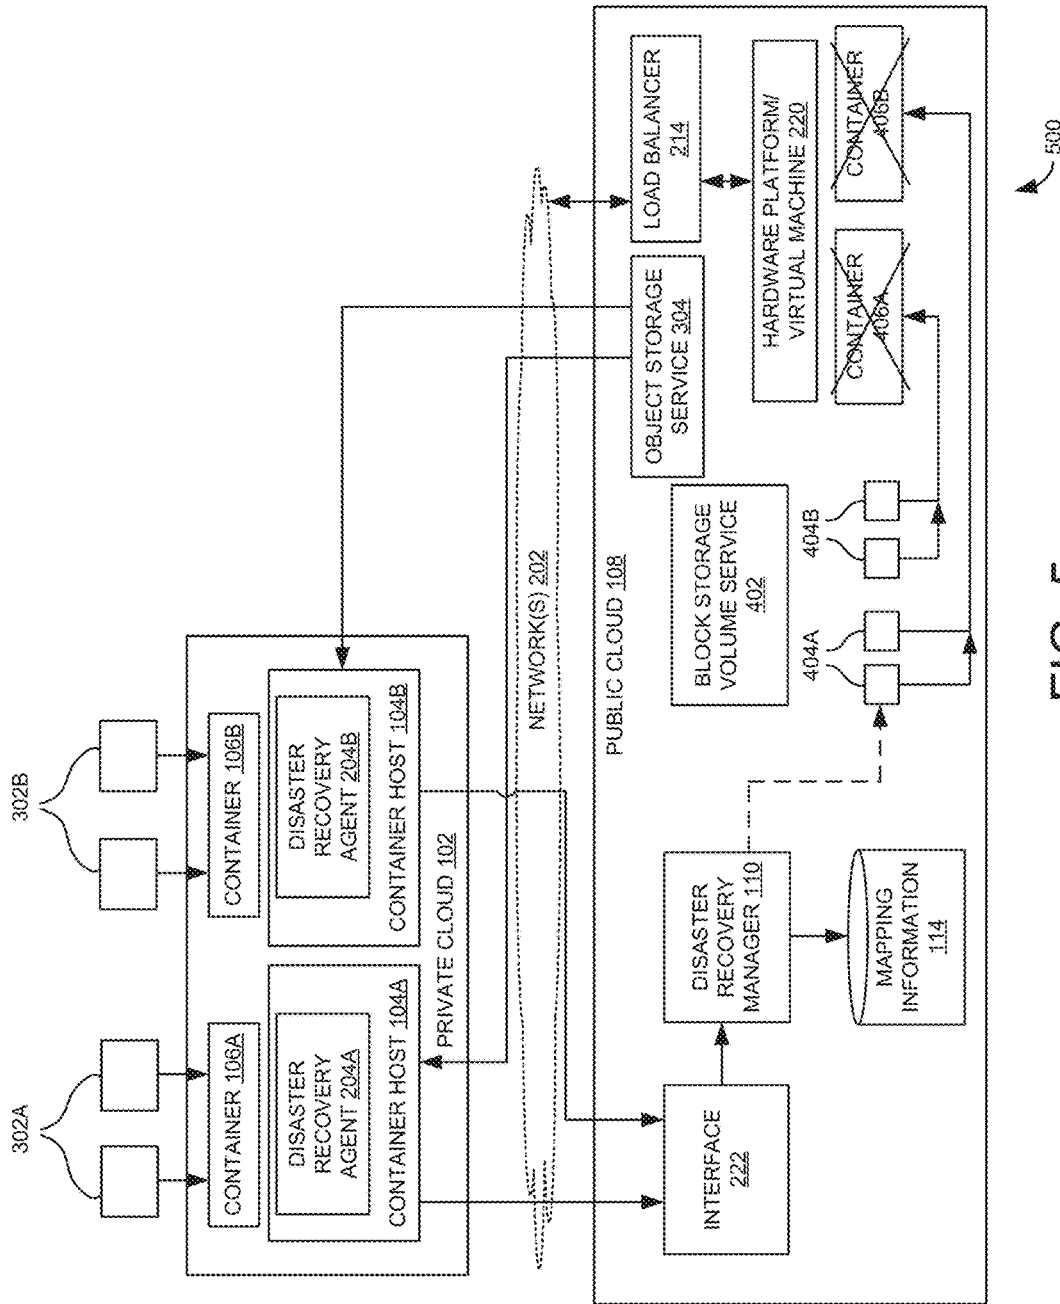 302A
302B
CONTAINER 106A
CONTAINER 106B
DISASTER
RECOVERY
AGENT 204A
CONTAINER HOST 104A
DISASTER
RECOVERY
AGENT 204B
CONTAINER HOST 104B
PRIVATE CLOUD 102
NETWORK(S) 202
PUBLIC CLOUD 108
INTERFACE
222
DISASTER
RECOVERY
MANAGER 110
MAPPING
INFORMATION
114
BLOCK STORAGE
VOLUME SERVICE
402
404A
404B
OBJECT STORAGE
SERVICE 304
LOAD BALANCER
214
HARDWARE PLATFORM/
VIRTUAL MACHINE 220
CONTAINER
406A
CONTAINER
406B
500